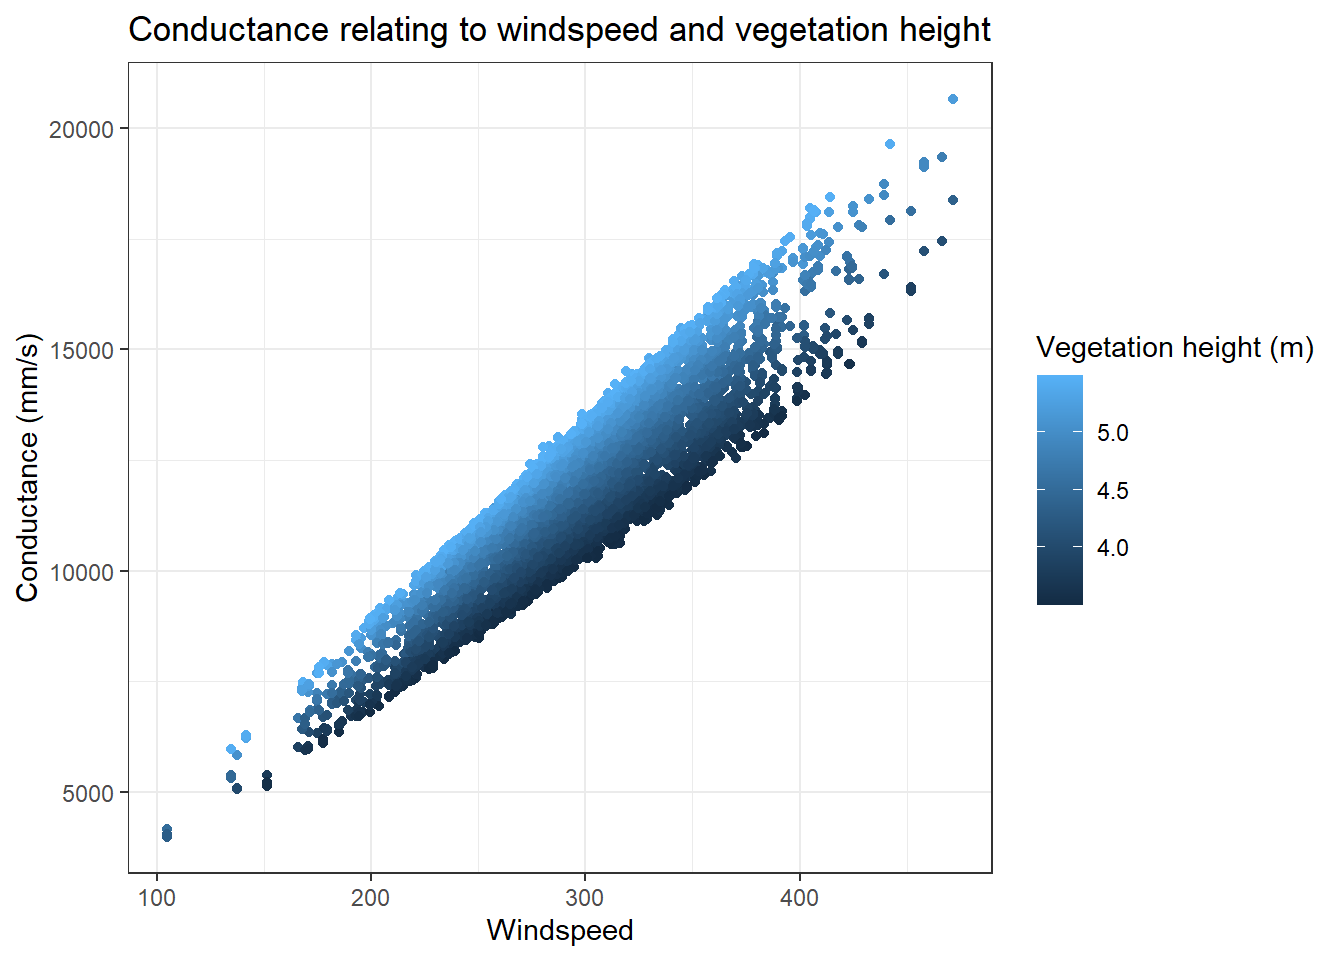 Conductance relating to windspeed and vegetation height
20000
15000
10000
5000
Conductance (mm/s)
100 200 300 400
Windspeed
Vegetation height (m)
5.0
4.5
4.0